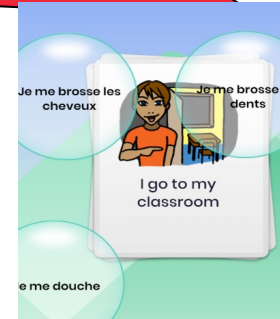 Je me brosse les
cheveux
Je me brosse
dents
I go to my
classroom
e me douche